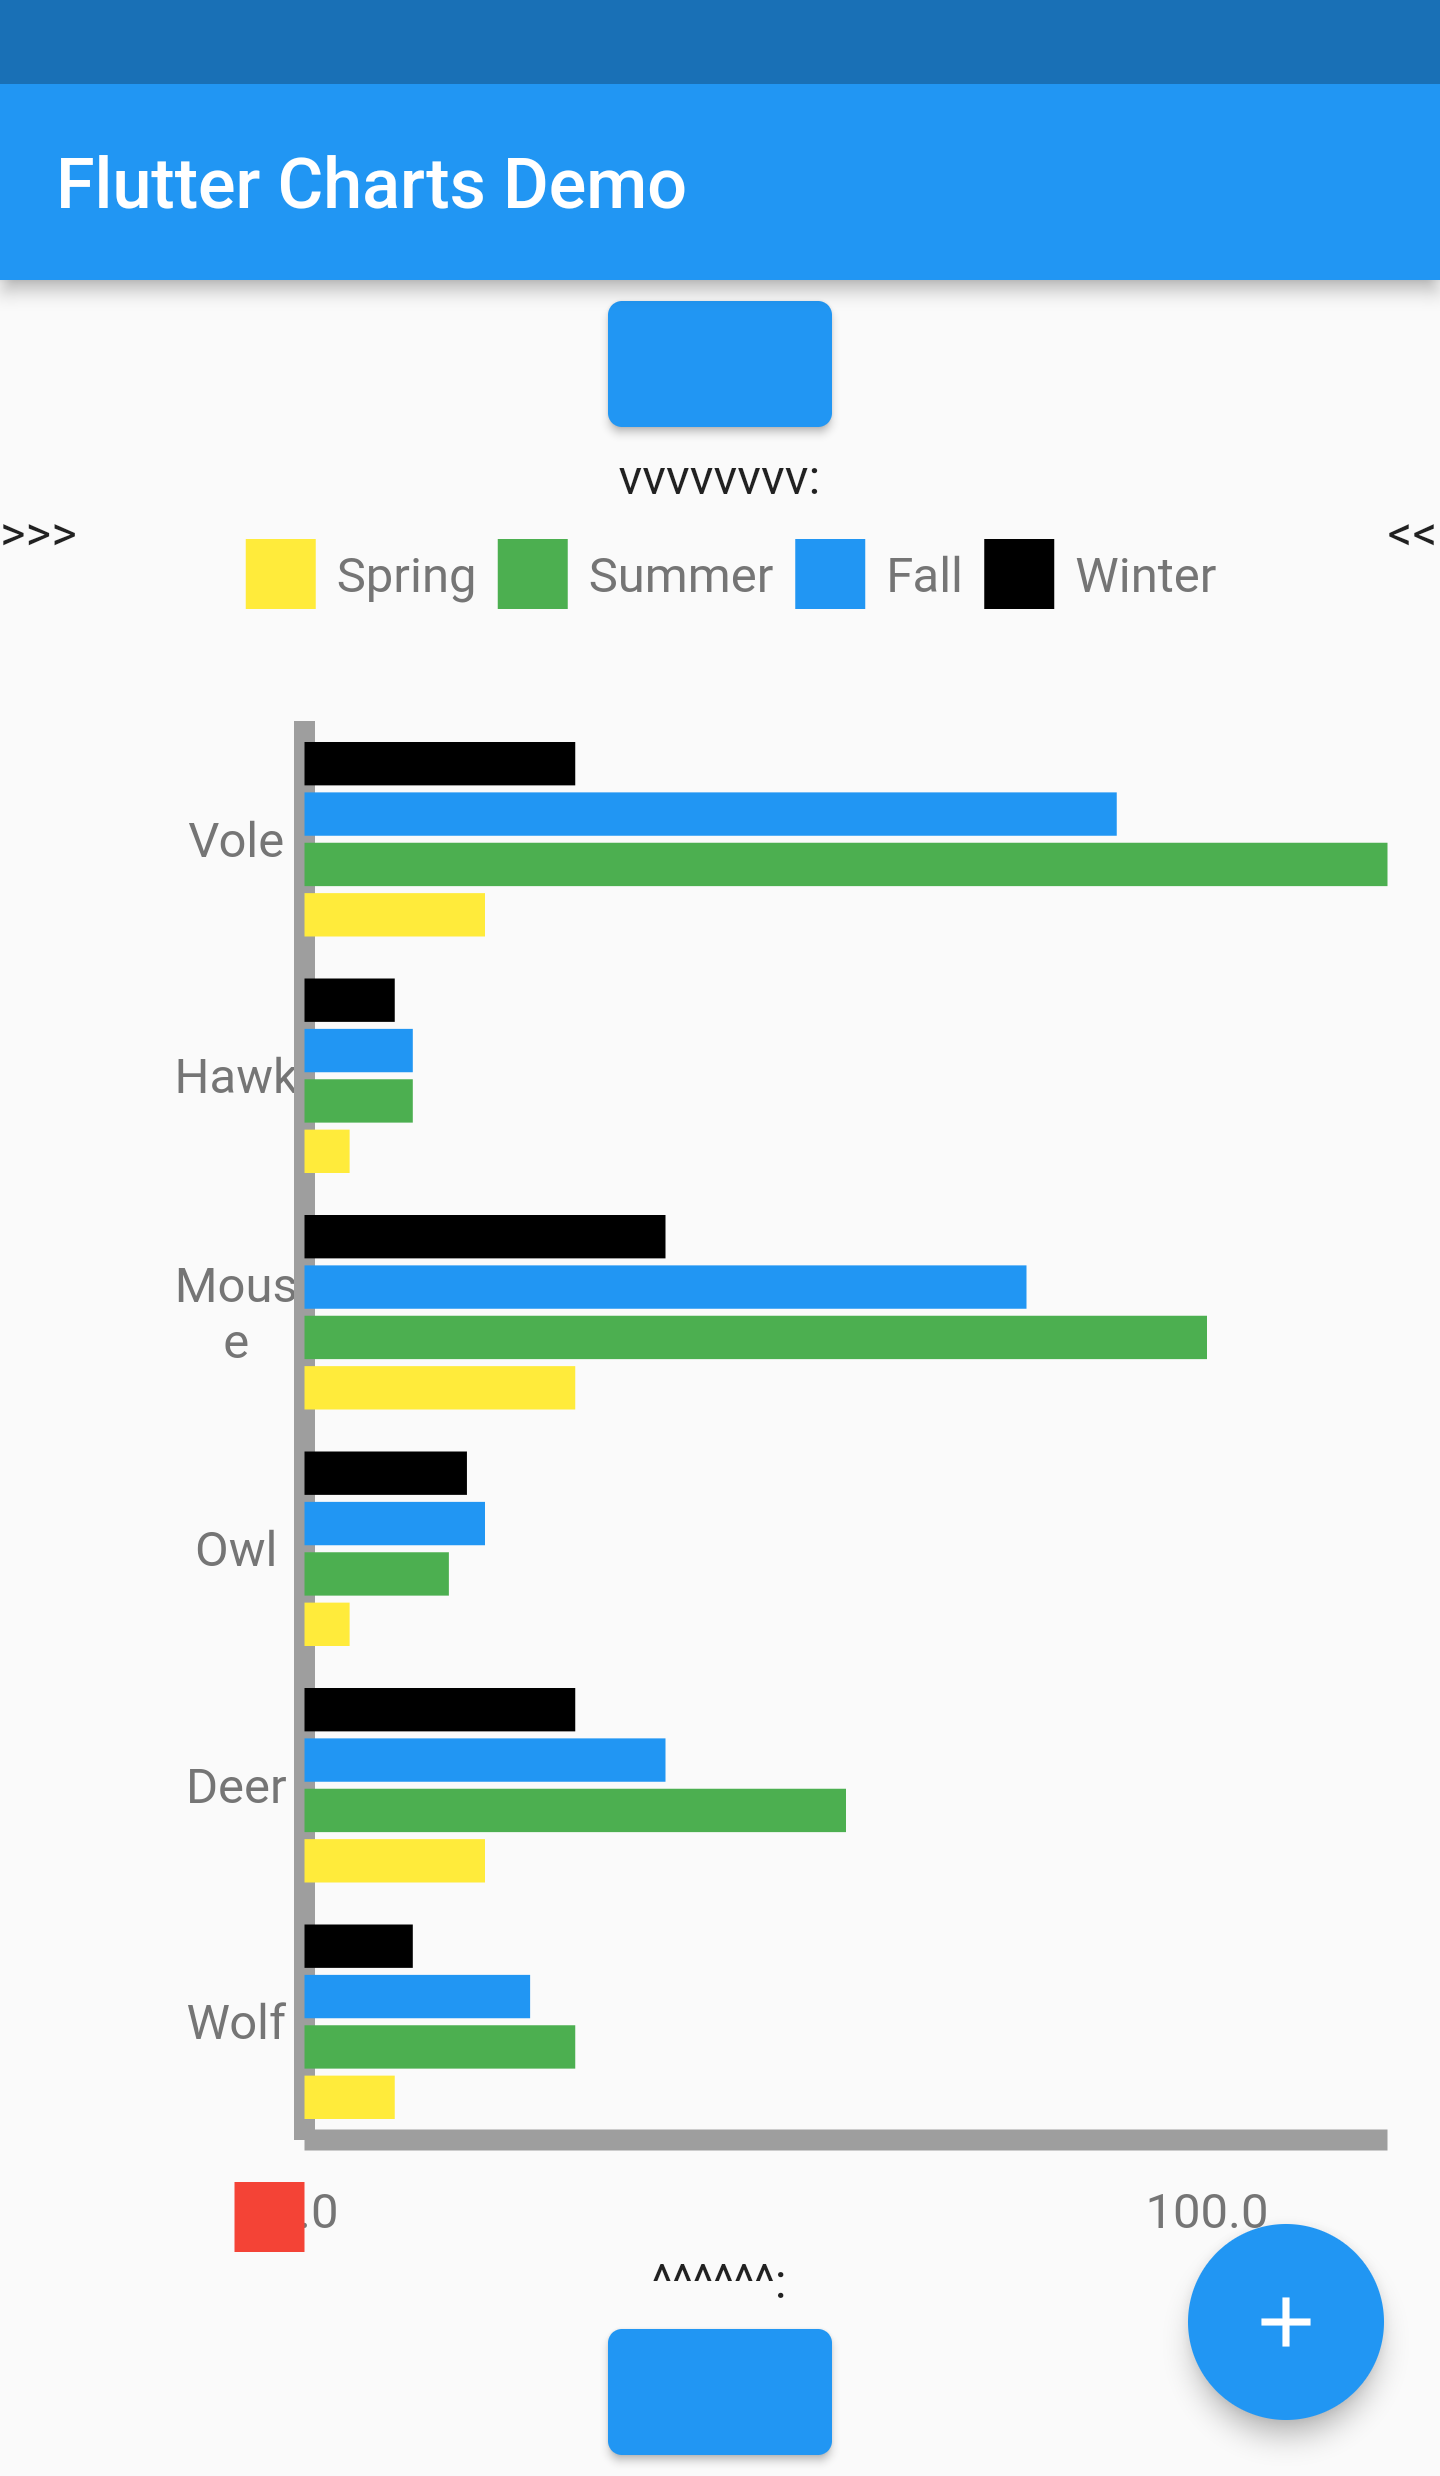 Flutter Charts Demo
vvvvvvvv:
>>> <<
Spring Summer Fall Winter
Vole
Hawk
Mous
e
Owl
Deer
Wolf
.0 100.0
^^^^^^:
+